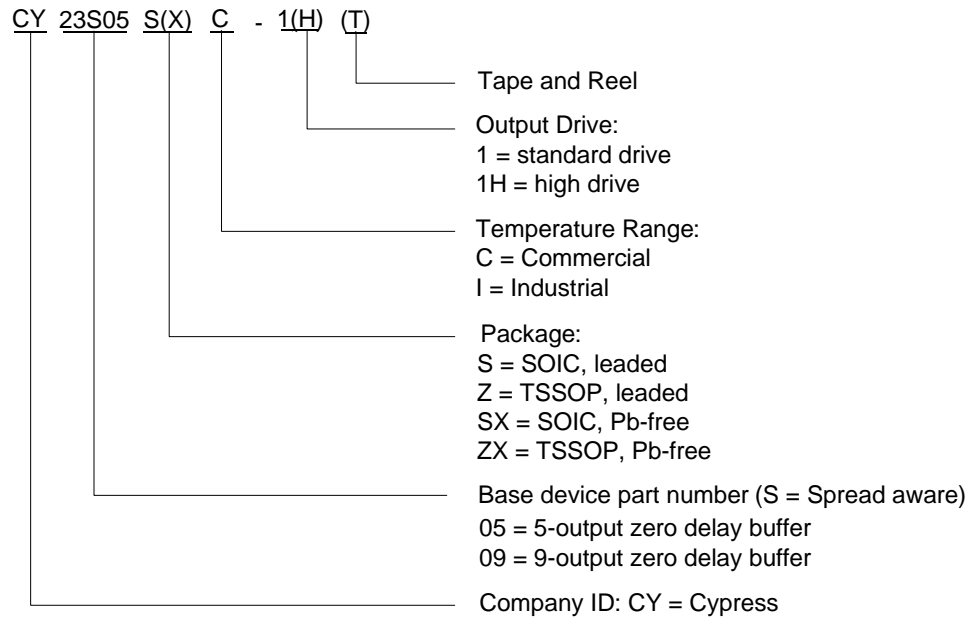 CY 23S05 S(X) C - 1(H) (T)
Tape and Reel
Output Drive:
1 = standard drive
1H = high drive
Temperature Range:
C = Commercial
I = Industrial
Package:
S = SOIC, leaded
Z = TSSOP, leaded
SX = SOIC, Pb-free
ZX = TSSOP, Pb-free
Base device part number (S = Spread aware)
05 = 5-output zero delay buffer
09 = 9-output zero delay buffer
Company ID: CY = Cypress